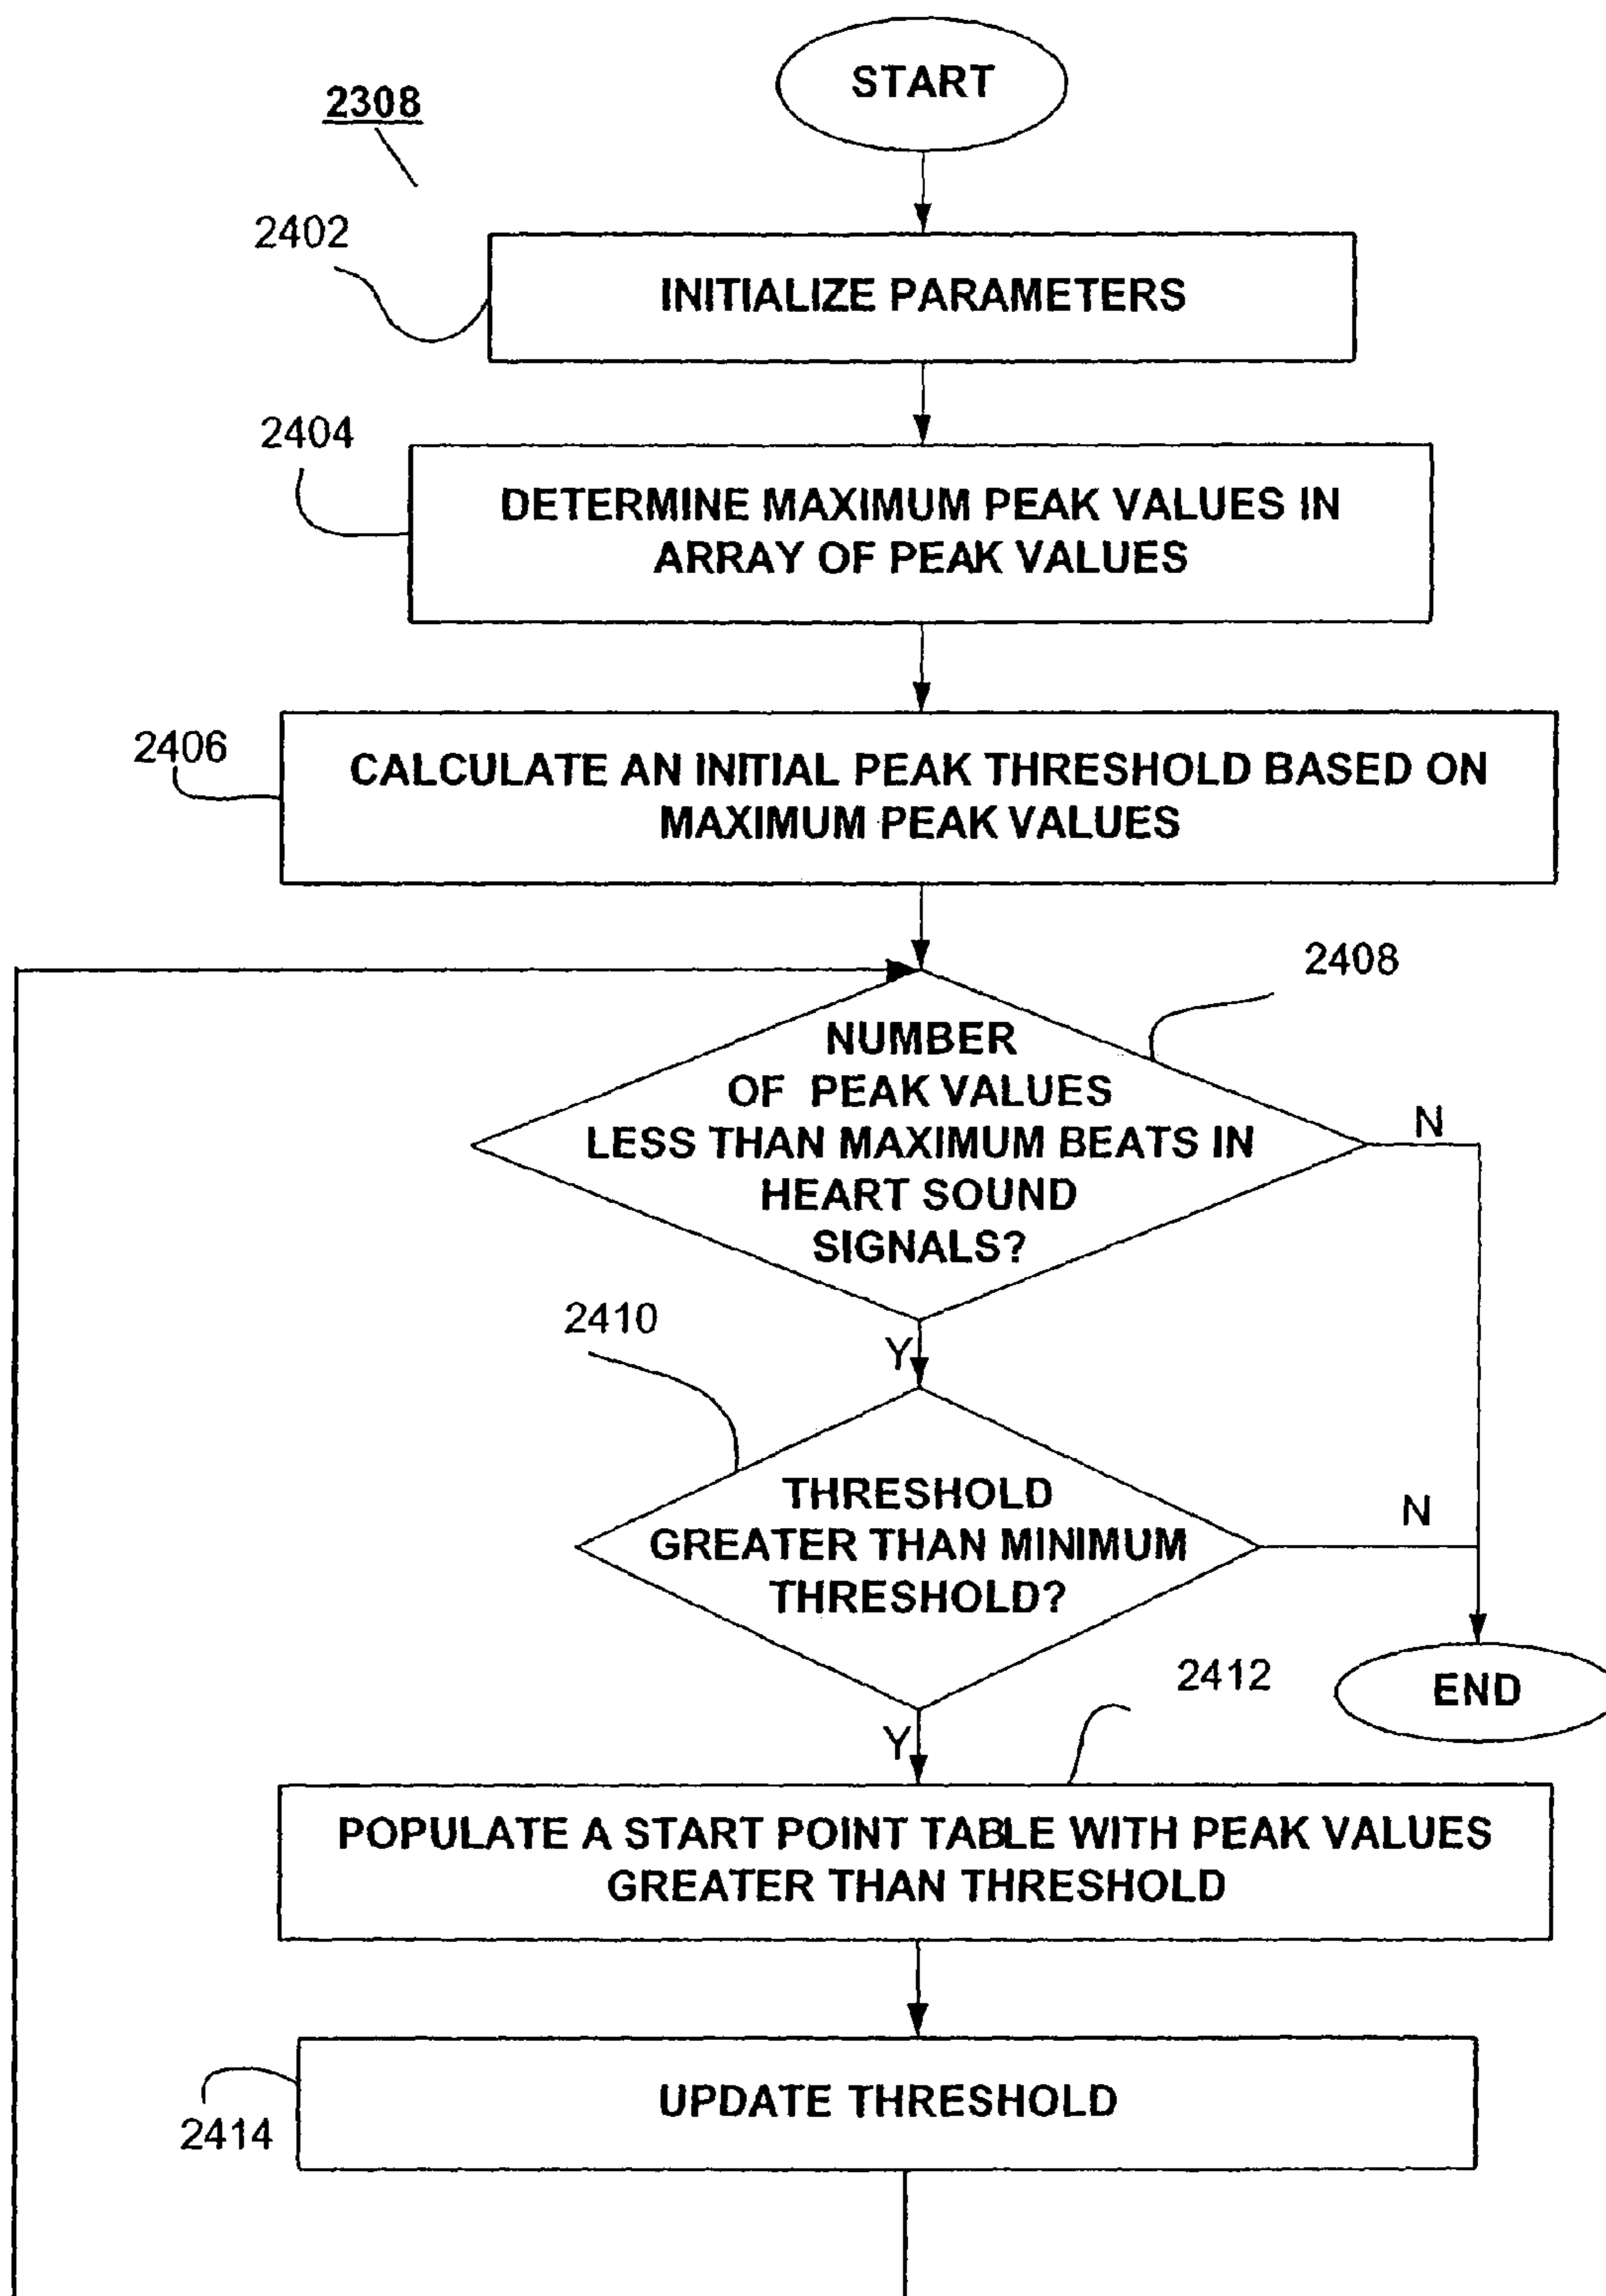 START
2308
2402
INITIALIZE PARAMETERS
2404
DETERMINE MAXIMUM PEAK VALUES IN
ARRAY OF PEAK VALUES
2406
CALCULATE AN INITIAL PEAK THRESHOLD BASED ON
MAXIMUM PEAK VALUES
2408
NUMBER
OF PEAK VALUES
LESS THAN MAXIMUM BEATS IN
HEART SOUND
SIGNALS?
N
Y
2410
THRESHOLD
GREATER THAN MINIMUM
THRESHOLD?
N
Y
END
2412
POPULATE A START POINT TABLE WITH PEAK VALUES
GREATER THAN THRESHOLD
UPDATE THRESHOLD
2414